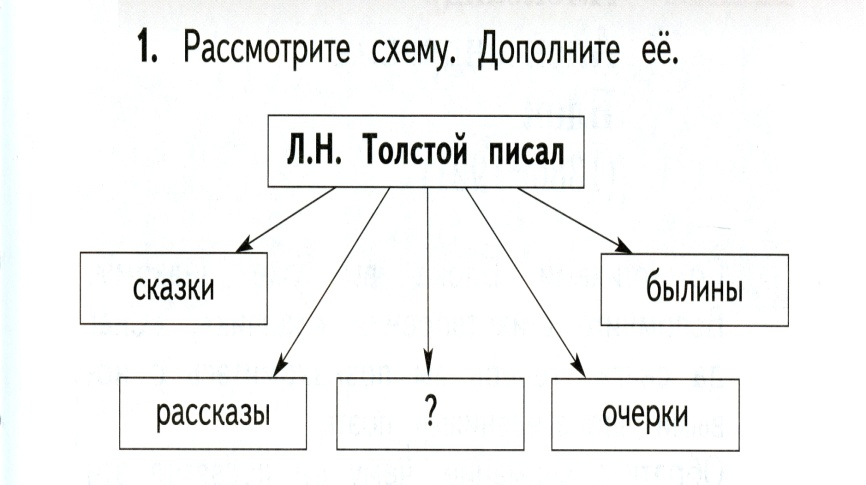 1. Рассмотрите схему. Дополните её.
Л.Н. Толстой писал
сказки
былины
рассказы
?
очерки